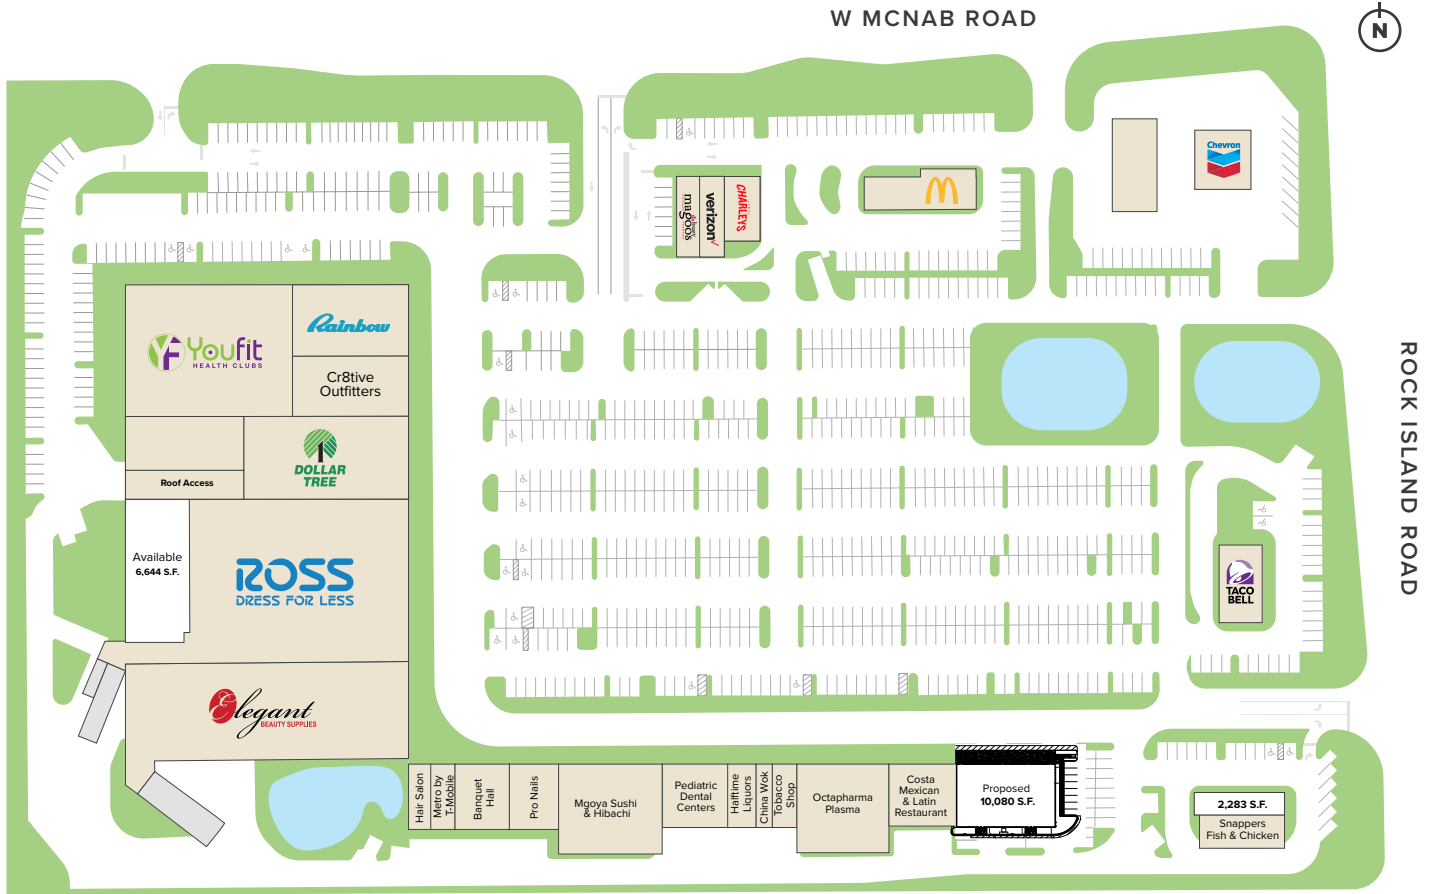 W MCNAB ROAD
N
Chevron
CHARLEYS
verizon
magoos
Youfit
HEALTH CLUBS
Rainbow
Cr8tive
Outfitters
ROCK ISLAND ROAD
DOLLAR
TREE
Roof Access
Available
6,644 S.F.
ROSS
DRESS FOR LESS
TACO
BELL
Elegant
BEAUTY SUPPLIES
Hair Salon
Metro by
T-Mobile
Banquet
Hall
Pro Nails
Mgoya Sushi
& Hibachi
Pediatric
Dental
Centers
Halftime
Liquors
China Wok
Tobacco
Shop
Octapharma
Plasma
Costa
Mexican
& Latin
Restaurant
Proposed
10,080 S.F.
2,283 S.F.
Snappers
Fish & Chicken